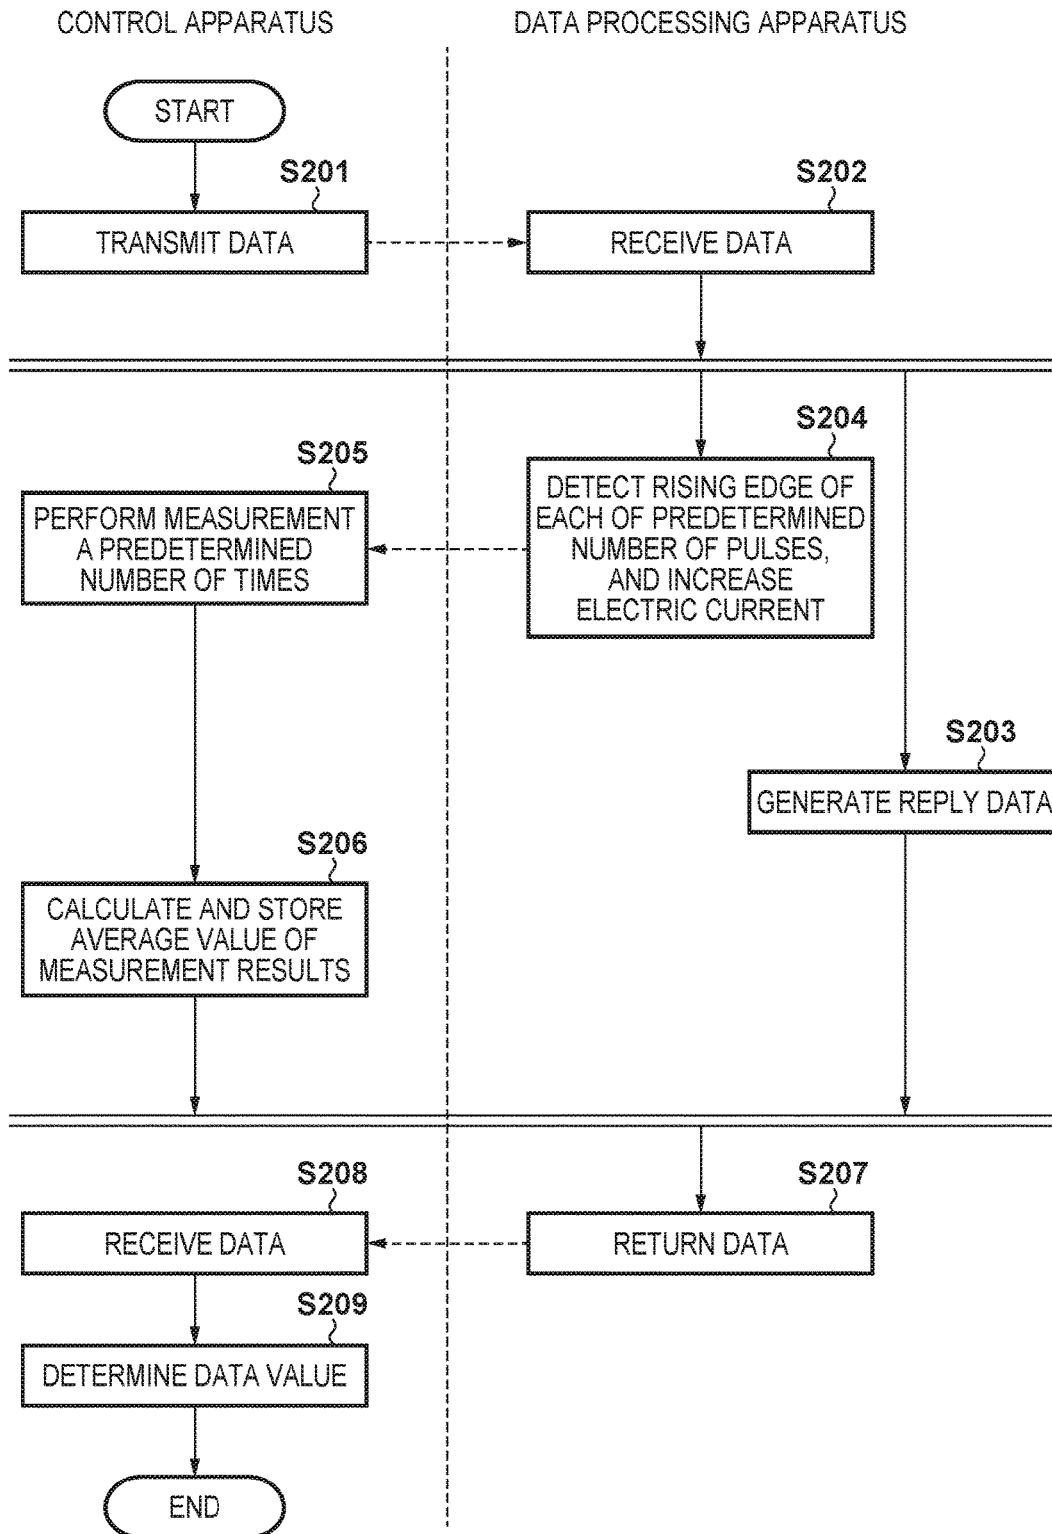 CONTROL APPARATUS
DATA PROCESSING APPARATUS
START
S201
TRANSMIT DATA
S202
RECEIVE DATA
S204
DETECT RISING EDGE OF
EACH OF PREDETERMINED
NUMBER OF PULSES,
AND INCREASE
ELECTRIC CURRENT
S205
PERFORM MEASUREMENT
A PREDETERMINED
NUMBER OF TIMES
S203
GENERATE REPLY DATA
S206
CALCULATE AND STORE
AVERAGE VALUE OF
MEASUREMENT RESULTS
S207
RETURN DATA
S208
RECEIVE DATA
S209
DETERMINE DATA VALUE
END